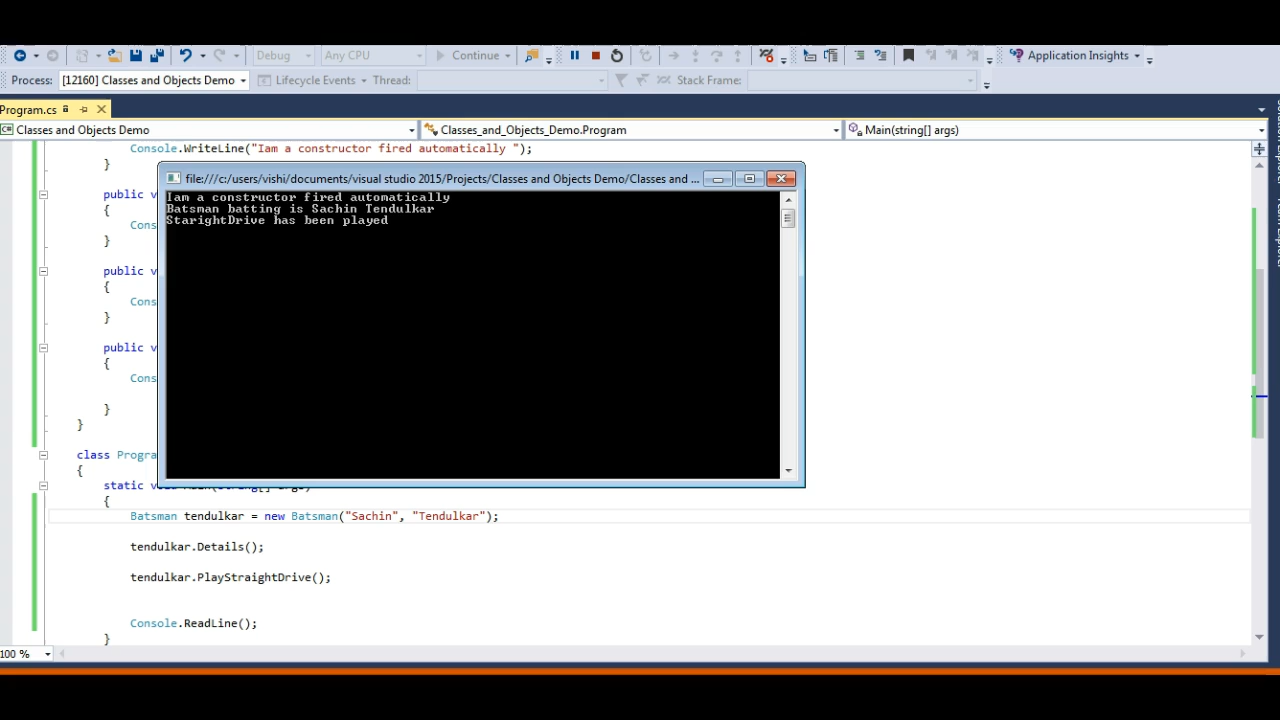 Debug Any CPU Continue Application Insights
Process: [12160] Classes and Objects Demo Lifecycle Events Thread: Stack Frame:
Program.cs
C# Classes and Objects Demo Classes_and_Objects_Demo.Program Main(string[] args)
Console.WriteLine("Iam a constructor fired automatically ");
}
file:///c:/users/vishi/documents/visual studio 2015/Projects/Classes and Objects Demo/Classes and ...
Iam a constructor fired automatically
Batsman batting is Sachin Tendulkar
StarightDrive has been played
public v
{
Cons
}
public v
{
Cons
}
public v
{
Cons
}
}
class Progra
{
static
{
Batsman tendulkar = new Batsman("Sachin", "Tendulkar");
tendulkar.Details();
tendulkar.PlayStraightDrive();
Console.ReadLine();
}
100 %